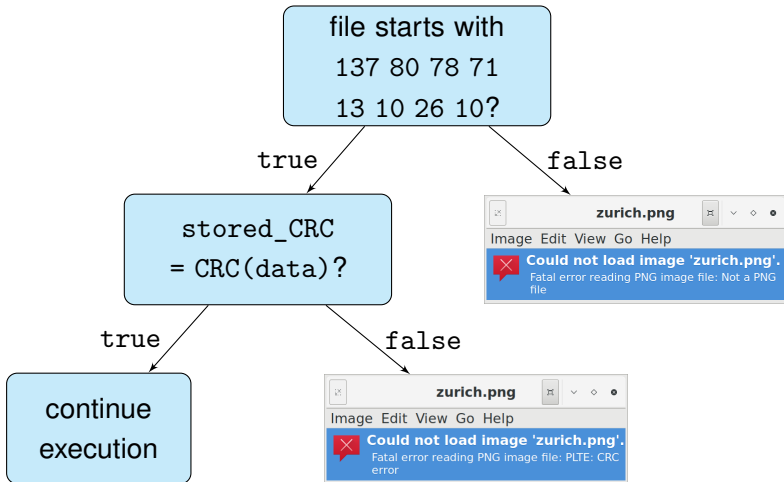 file starts with
137 80 78 71
13 10 26 10?
true
false
stored_CRC
= CRC(data)?
zurich.png
Image Edit View Go Help
Could not load image 'zurich.png'.
Fatal error reading PNG image file: Not a PNG
file
true
false
continue
execution
zurich.png
Image Edit View Go Help
Could not load image 'zurich.png'.
Fatal error reading PNG image file: PLTE: CRC
error